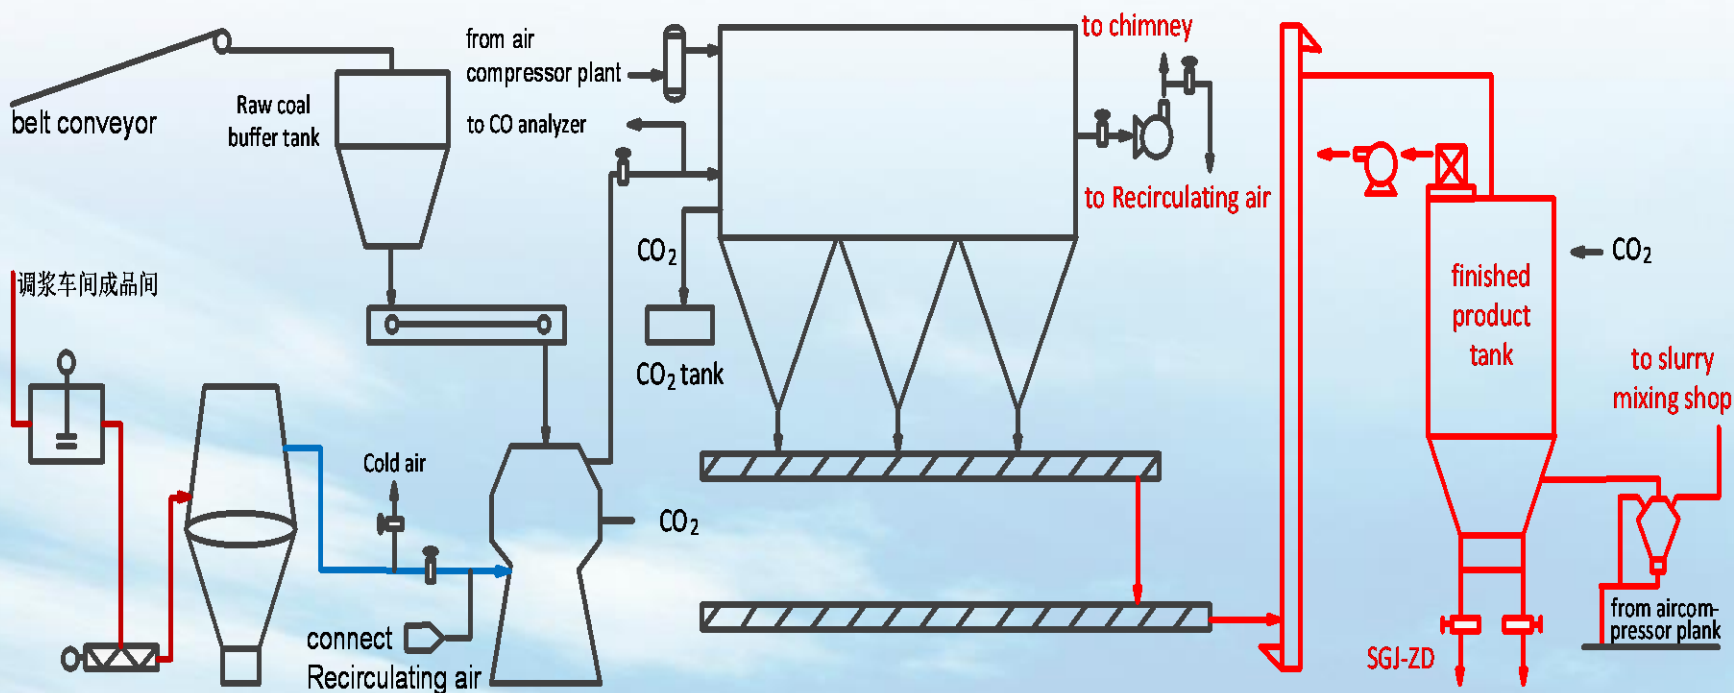 belt conveyor
Raw coal
buffer tank
from air
compressor plant
to CO analyzer
to chimney
to Recirculating air
CO₂
CO₂ tank
CO₂
finished
product
tank
to slurry
mixing shop
调浆车间成品间
Cold air
CO₂
connect
Recirculating air
SGJ-ZD
from aircom-
pressor plank